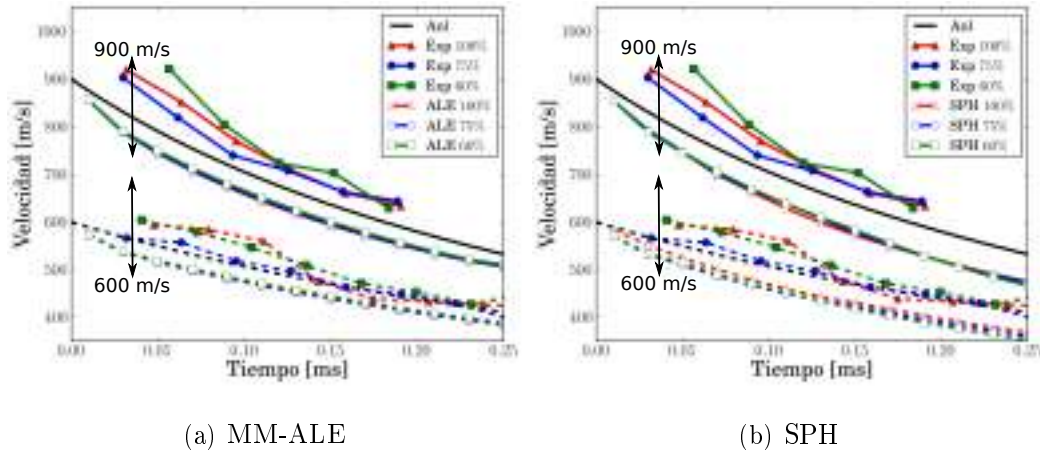 Anl
Exp 100%
Exp 75%
Exp 60%
ALE 100%
ALE 75%
ALE 60%
900 m/s
600 m/s
1000
900
800
700
600
500
400
0.00
0.05
0.10
0.15
0.20
0.25
Velocidad [m/s]
Tiempo [ms]
(a) MM-ALE
Anl
Exp 100%
Exp 75%
Exp 60%
SPH 100%
SPH 75%
SPH 60%
900 m/s
600 m/s
1000
900
800
700
600
500
400
0.00
0.05
0.10
0.15
0.20
0.25
Velocidad [m/s]
Tiempo [ms]
(b) SPH